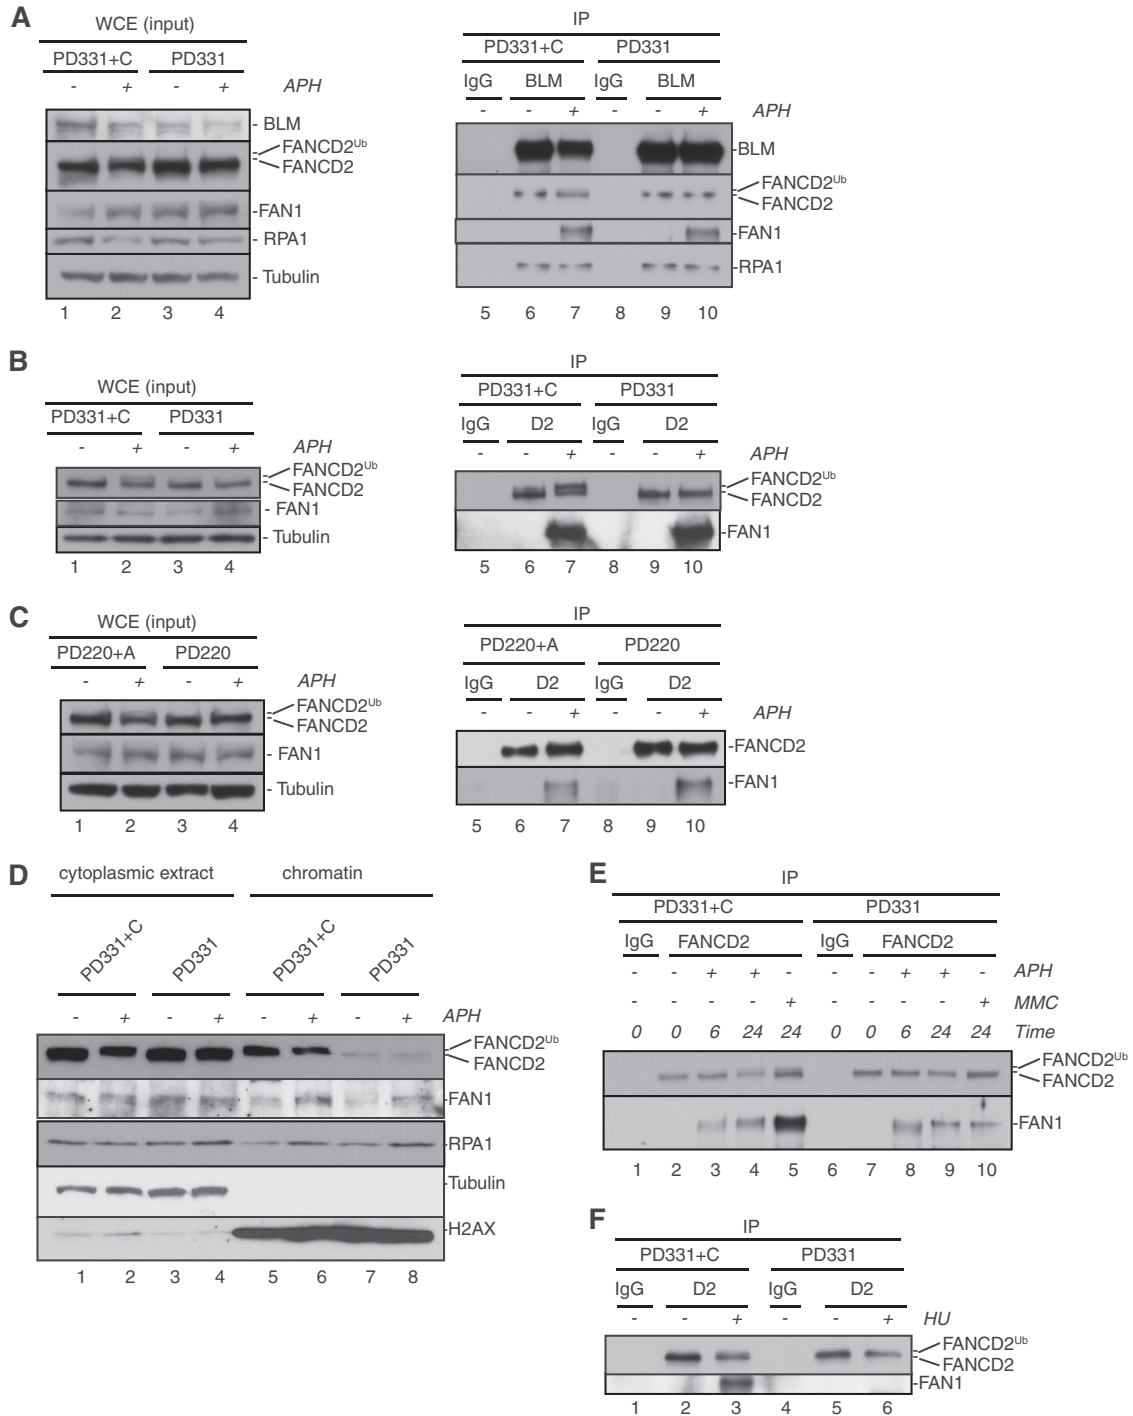 A
WCE (input)
PD331+C PD331
- + - + APH
- BLM
FANCD2Ub
FANCD2
-FAN1
- RPA1
- Tubulin
1 2 3 4
IP
PD331+C PD331
IgG BLM IgG BLM
- - + - - + APH
-BLM
FANCD2Ub
FANCD2
-FAN1
-RPA1
5 6 7 8 9 10
B
WCE (input)
PD331+C PD331
- + - + APH
FANCD2Ub
FANCD2
- FAN1
- Tubulin
1 2 3 4
IP
PD331+C PD331
IgG D2 IgG D2
- - + - - + APH
FANCD2Ub
FANCD2
-FAN1
5 6 7 8 9 10
C
WCE (input)
PD220+A PD220
- + - + APH
FANCD2Ub
FANCD2
- FAN1
- Tubulin
1 2 3 4
IP
PD220+A PD220
IgG D2 IgG D2
- - + - - + APH
-FANCD2
-FAN1
5 6 7 8 9 10
D
cytoplasmic extract chromatin
PD331+C PD331 PD331+C PD331
- + - + - + - + APH
FANCD2Ub
FANCD2
-FAN1
-RPA1
-Tubulin
-H2AX
1 2 3 4 5 6 7 8
E
IP
PD331+C PD331
IgG FANCD2 IgG FANCD2
- - + + - - - + + - APH
- - - - + - - - - + MMC
0 0 6 24 24 0 0 6 24 24 Time
FANCD2Ub
FANCD2
-FAN1
1 2 3 4 5 6 7 8 9 10
F
IP
PD331+C PD331
IgG D2 IgG D2
- - + - - + HU
FANCD2Ub
FANCD2
-FAN1
1 2 3 4 5 6